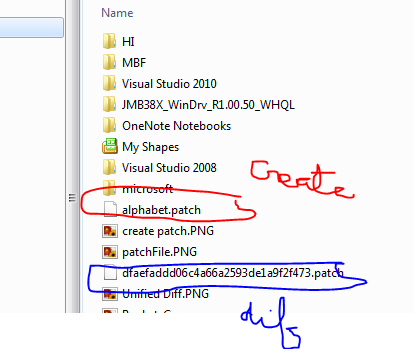 Name
HI
MBF
Visual Studio 2010
JMB38X_WinDrv_R1.00.50_WHQL
OneNote Notebooks
My Shapes
Visual Studio 2008
Create
microsoft
alphabet.patch
create patch.PNG
patchFile.PNG
dfaefaddd06c4a66a2593de1a9f2f473.patch
Unified Diff.PNG
diff